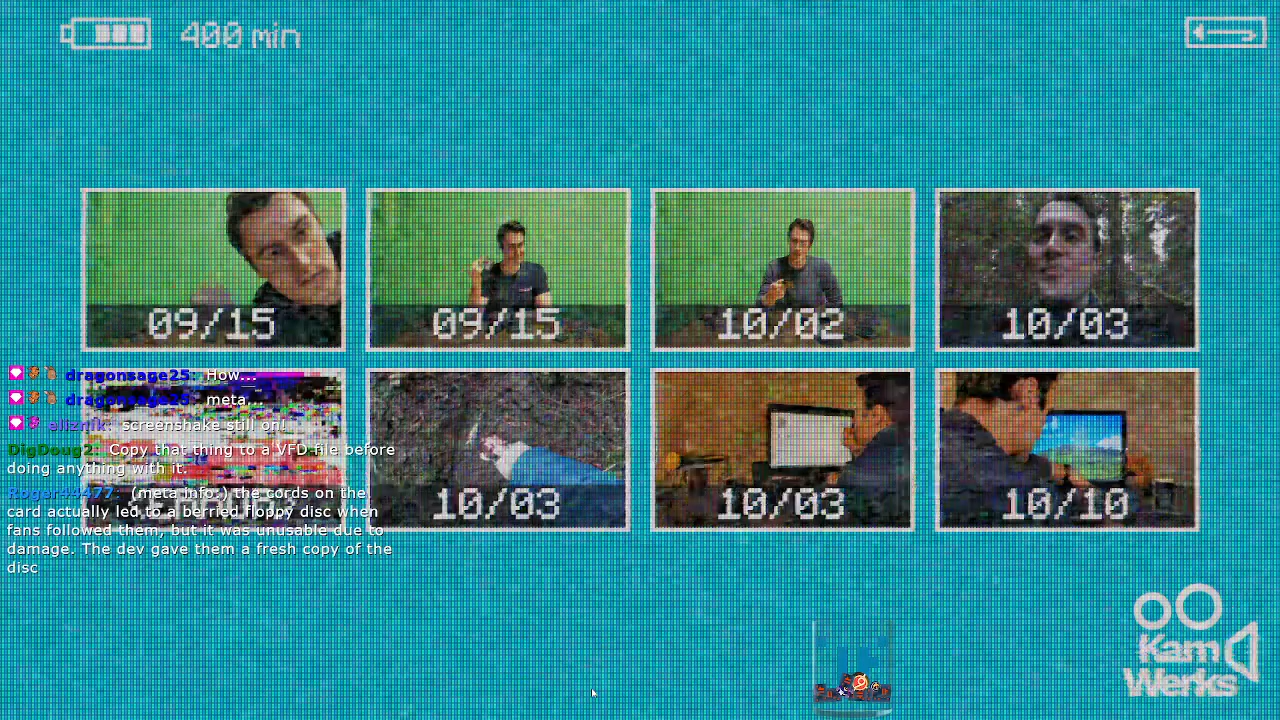 400 min
09/15
09/15
10/02
10/03
dragonsage25: How...
dragonsage25: meta...
aliznik: screenshake still on!
DigDoug2: Copy that thing to a VFD file before
doing anything with it.
Roger44477: (meta info:) the cords on the
card actually led to a berried floppy disc when
fans followed them, but it was unusable due to
damage. The dev gave them a fresh copy of the
disc
10/03
10/03
10/10
Kam
Werks